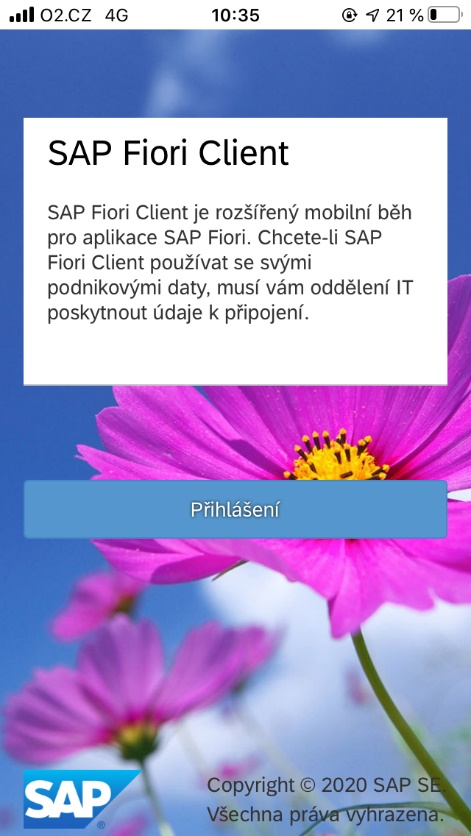 O2.CZ 4G 10:35 21 %
SAP Fiori Client
SAP Fiori Client je rozšířený mobilní běh
pro aplikace SAP Fiori. Chcete-li SAP
Fiori Client používat se svými
podnikovými daty, musí vám oddělení IT
poskytnout údaje k připojení.
Přihlášení
SAP ®
Copyright © 2020 SAP SE.
Všechna práva vyhrazena.